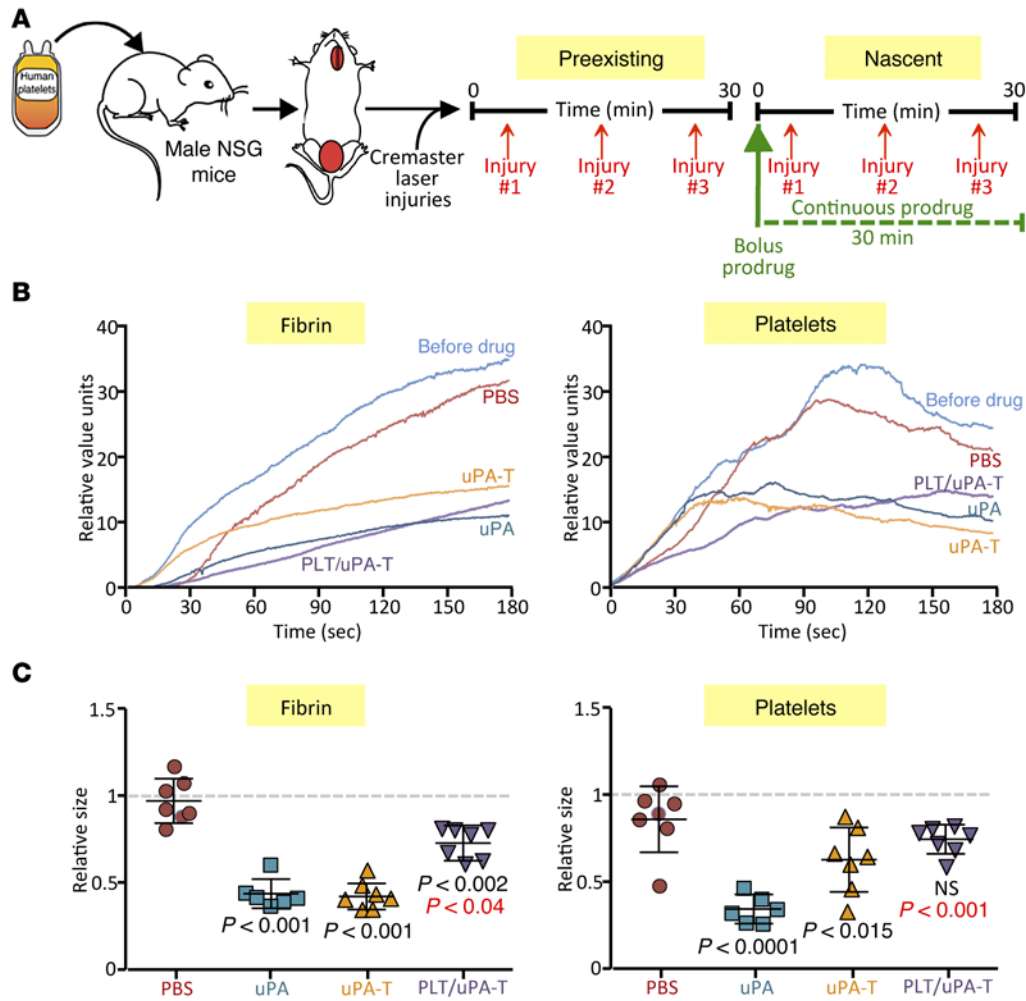 A
Human
platelets
Male NSG
mice
Cremaster
laser
injuries
Preexisting
0
Time (min)
30
Injury
#1
Injury
#2
Injury
#3
Nascent
0
Time (min)
30
Injury
#1
Injury
#2
Injury
#3
Continuous prodrug
30 min
Bolus
prodrug
B
Fibrin
Relative value units
40
30
20
10
0
Before drug
PBS
uPA-T
uPA
PLT/uPA-T
0 30 60 90 120 150 180
Time (sec)
Platelets
Relative value units
40
30
20
10
0
Before drug
PBS
PLT/uPA-T
uPA
uPA-T
0 30 60 90 120 150 180
Time (sec)
C
Fibrin
Relative size
1.5
1
0.5
0
P < 0.001
P < 0.001
P < 0.002
P < 0.04
PBS uPA uPA-T PLT/uPA-T
Platelets
Relative size
1.5
1
0.5
0
P < 0.0001
P < 0.015
NS
P < 0.001
PBS uPA uPA-T PLT/uPA-T